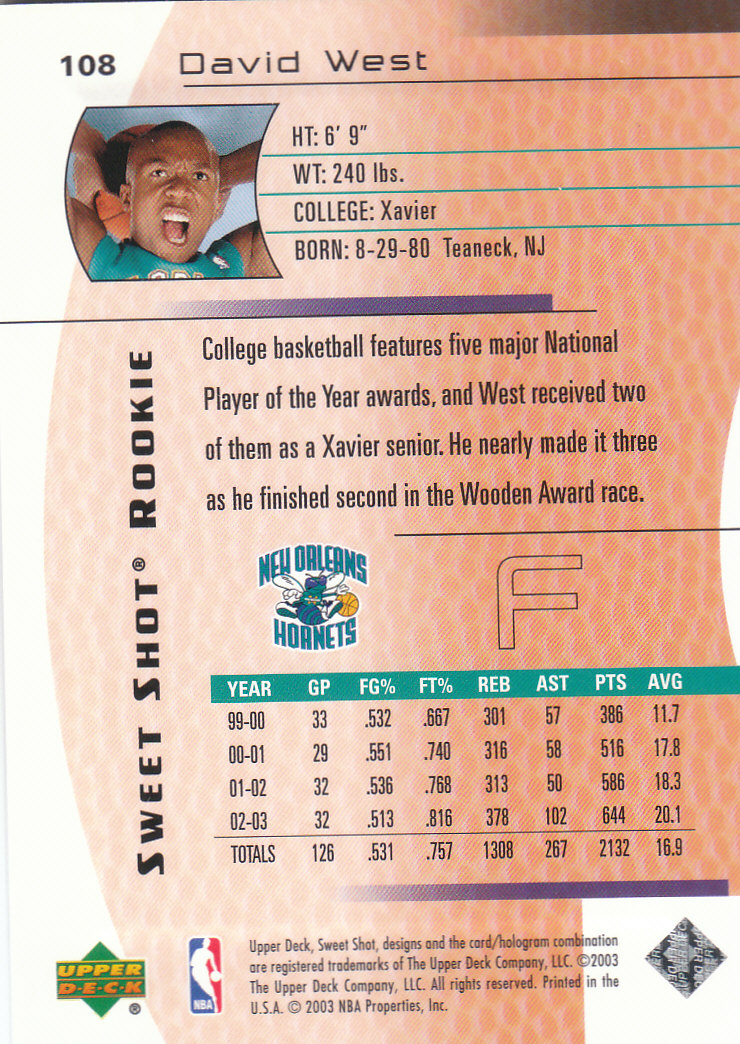 108 David West
HT: 6' 9"
WT: 240 lbs.
COLLEGE: Xavier
BORN: 8-29-80 Teaneck, NJ
SWEET SHOT® ROOKIE
College basketball features five major National
Player of the Year awards, and West received two
of them as a Xavier senior. He nearly made it three
as he finished second in the Wooden Award race.
NEW ORLEANS
HORNETS
F
YEAR GP FG% FT% REB AST PTS AVG
99-00 33 .532 .667 301 57 386 11.7
00-01 29 .551 .740 316 58 516 17.8
01-02 32 .536 .768 313 50 586 18.3
02-03 32 .513 .816 378 102 644 20.1
TOTALS 126 .531 .757 1308 267 2132 16.9
UPPER
D·E·C·K
®
NBA
Upper Deck, Sweet Shot, designs and the card/hologram combination
are registered trademarks of The Upper Deck Company, LLC. ©2003
The Upper Deck Company, LLC. All rights reserved. Printed in the
U.S.A. © 2003 NBA Properties, Inc.